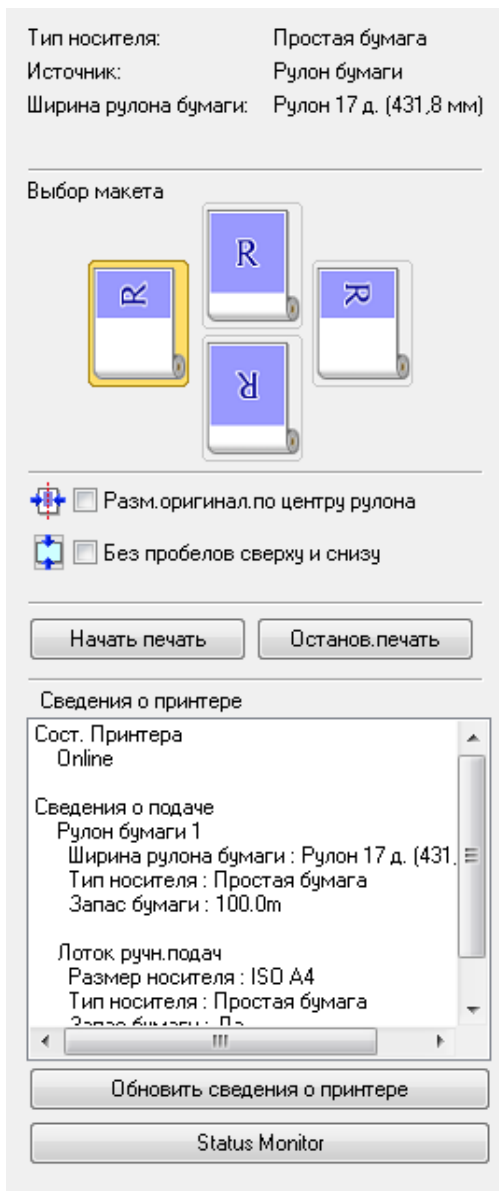 Тип носителя: Простая бумага
Источник: Рулон бумаги
Ширина рулона бумаги: Рулон 17 д. (431,8 мм)
Выбор макета
R
R
R
R
Разм.оригинал.по центру рулона
Без пробелов сверху и снизу
Начать печать Останов.печать
Сведения о принтере
Сост. Принтера
Online
Сведения о подаче
Рулон бумаги 1
Ширина рулона бумаги : Рулон 17 д. (431,
Тип носителя : Простая бумага
Запас бумаги : 100.0m
Лоток ручн.подач
Размер носителя : ISO A4
Тип носителя : Простая бумага
Запас бумаги : Да
Обновить сведения о принтере
Status Monitor